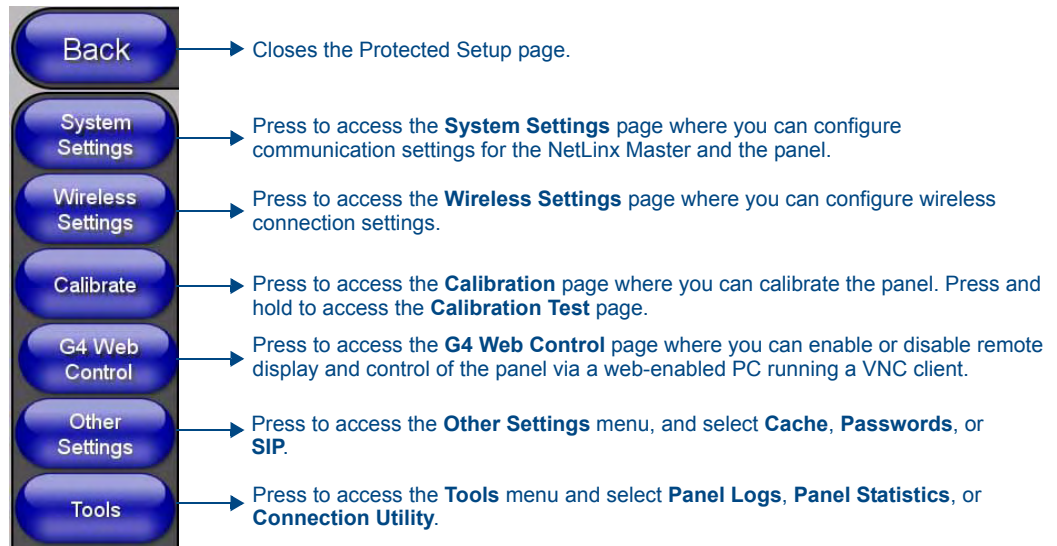 Back
Closes the Protected Setup page.
System
Settings
Press to access the System Settings page where you can configure
communication settings for the NetLinx Master and the panel.
Wireless
Settings
Press to access the Wireless Settings page where you can configure wireless
connection settings.
Calibrate
Press to access the Calibration page where you can calibrate the panel. Press and
hold to access the Calibration Test page.
G4 Web
Control
Press to access the G4 Web Control page where you can enable or disable remote
display and control of the panel via a web-enabled PC running a VNC client.
Other
Settings
Press to access the Other Settings menu, and select Cache, Passwords, or
SIP.
Tools
Press to access the Tools menu and select Panel Logs, Panel Statistics, or
Connection Utility.